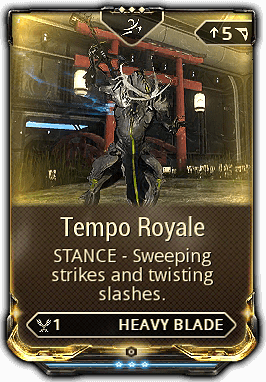 5
Tempo Royale
STANCE - Sweeping
strikes and twisting
slashes.
1 HEAVY BLADE